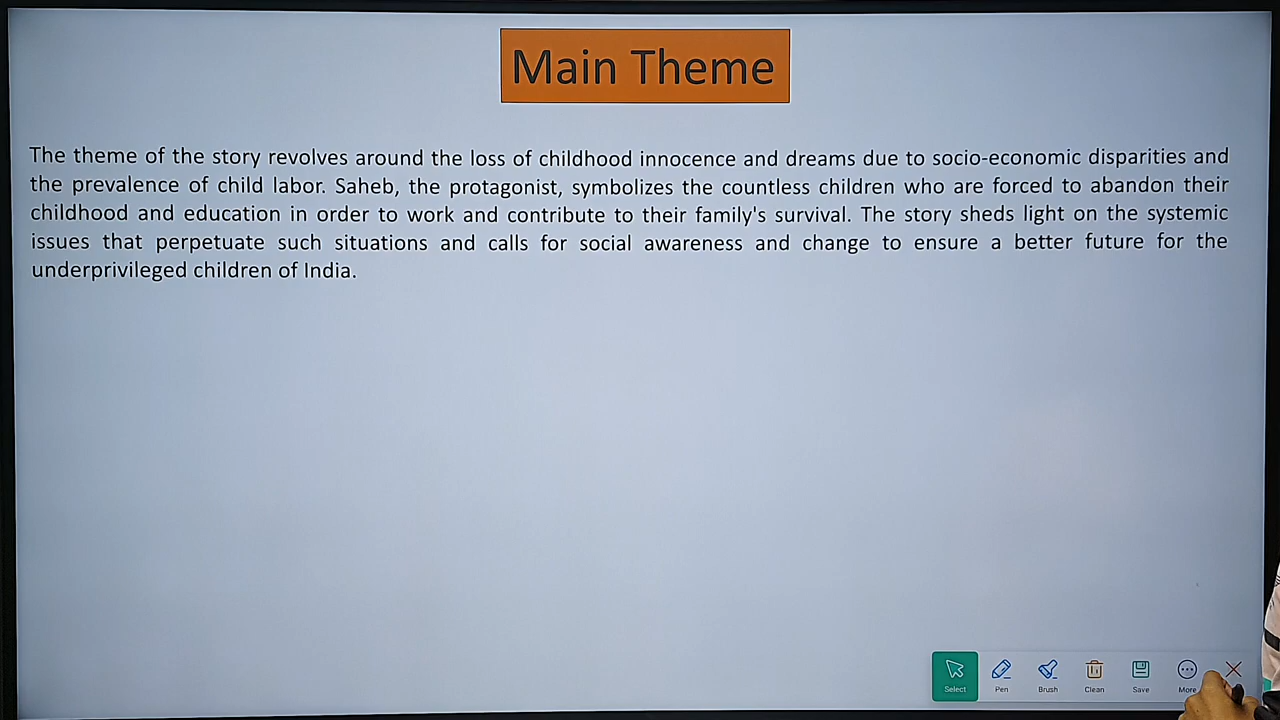 Main Theme
The theme of the story revolves around the loss of childhood innocence and dreams due to socio-economic disparities and
the prevalence of child labor. Saheb, the protagonist, symbolizes the countless children who are forced to abandon their
childhood and education in order to work and contribute to their family's survival. The story sheds light on the systemic
issues that perpetuate such situations and calls for social awareness and change to ensure a better future for the
underprivileged children of India.
Select Pen Brush Clean Save More